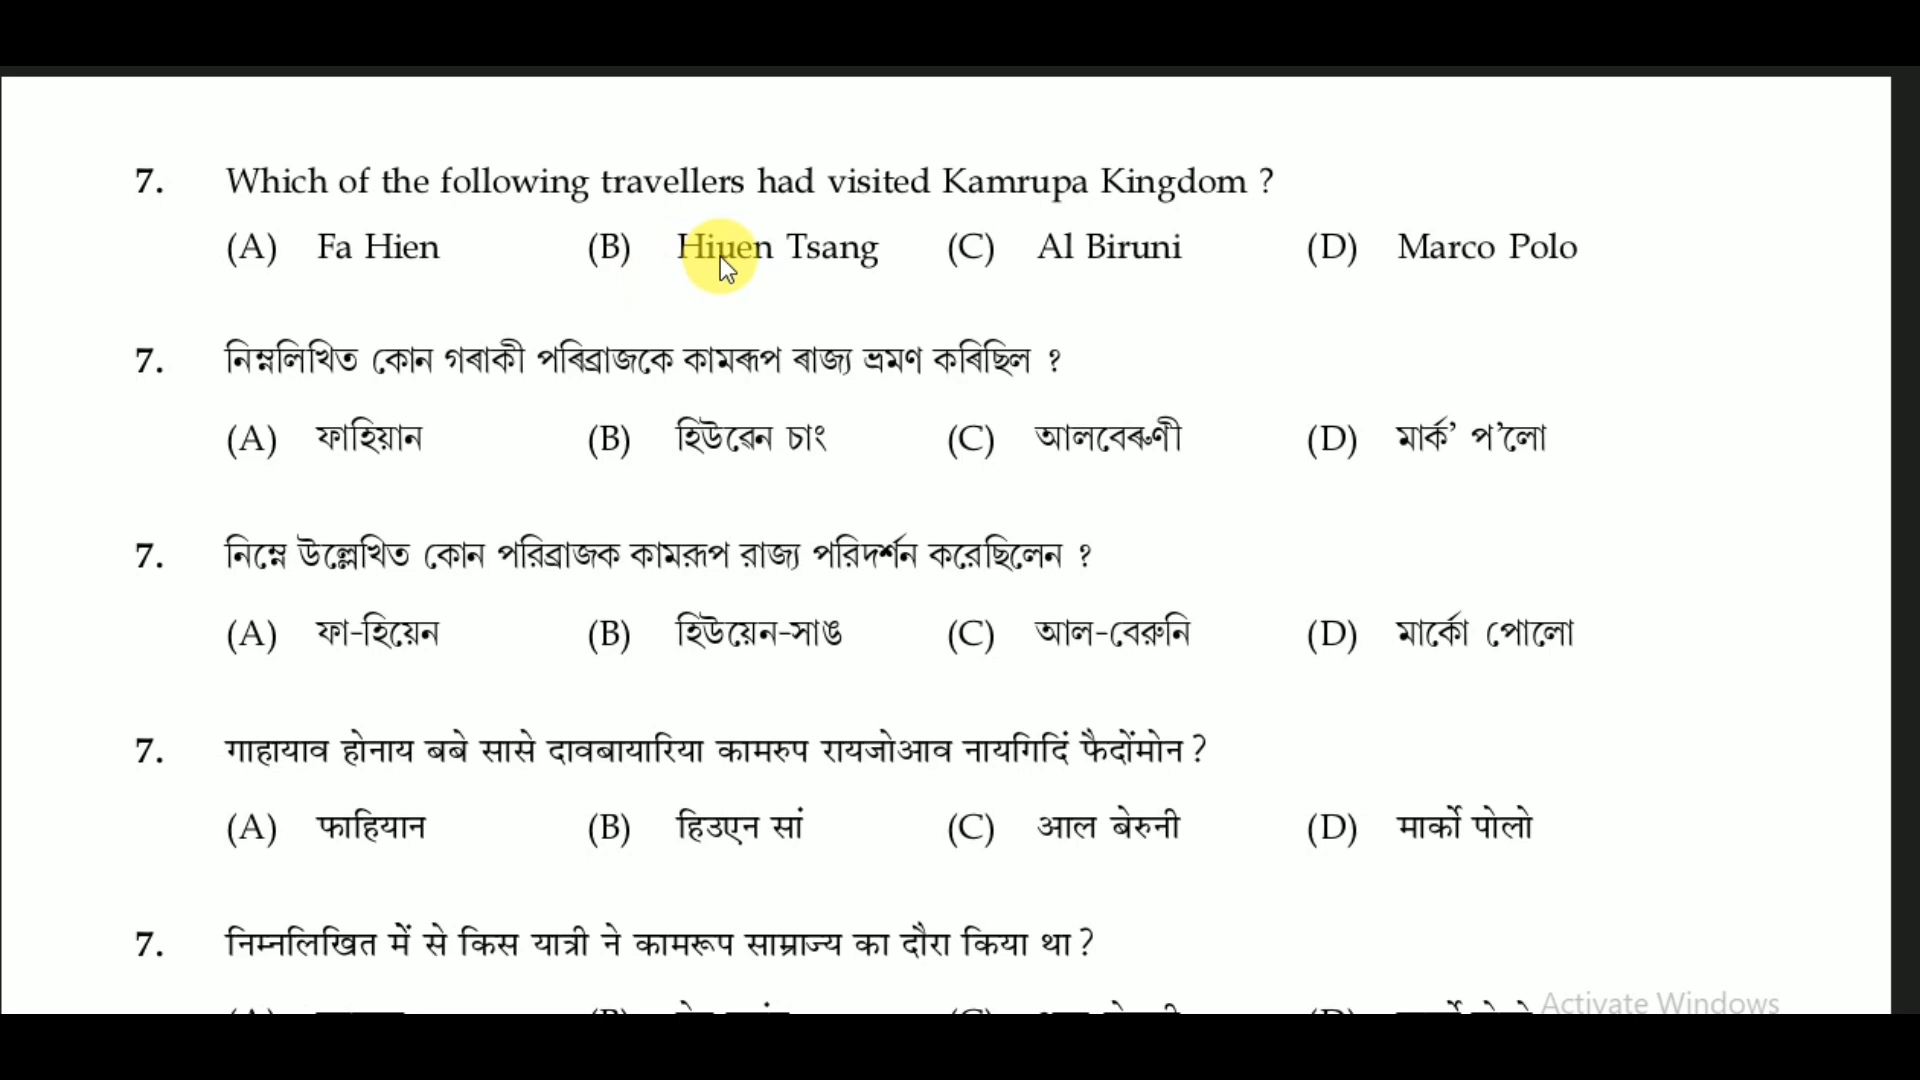 7. Which of the following travellers had visited Kamrupa Kingdom ?
(A) Fa Hien (B) Hiuen Tsang (C) Al Biruni (D) Marco Polo
7. নিম্নলিখিত কোন গৰাকী পৰিব্ৰাজকে কামৰূপ ৰাজ্য ভ্ৰমণ কৰিছিল ?
(A) ফাহিয়ান (B) হিউৱেন চাং (C) আলবেৰুণী (D) মাৰ্ক’ প’লো
7. নিম্নে উল্লেখিত কোন পরিব্রাজক কামরূপ রাজ্য পরিদর্শন করেছিলেন ?
(A) ফা-হিয়েন (B) হিউয়েন-সাঙ (C) আল-বেরুনি (D) মার্কো পোলো
7. गाहायाव होनाय बबे सासे दावबायारिया कामरुप रायजोआव नायगिदिं फैदोंमोन ?
(A) फाहियान (B) हिउएन सां (C) आल बेरुनी (D) मार्को पोलो
7. निम्नलिखित में से किस यात्री ने कामरूप साम्राज्य का दौरा किया था ?
Activate Windows